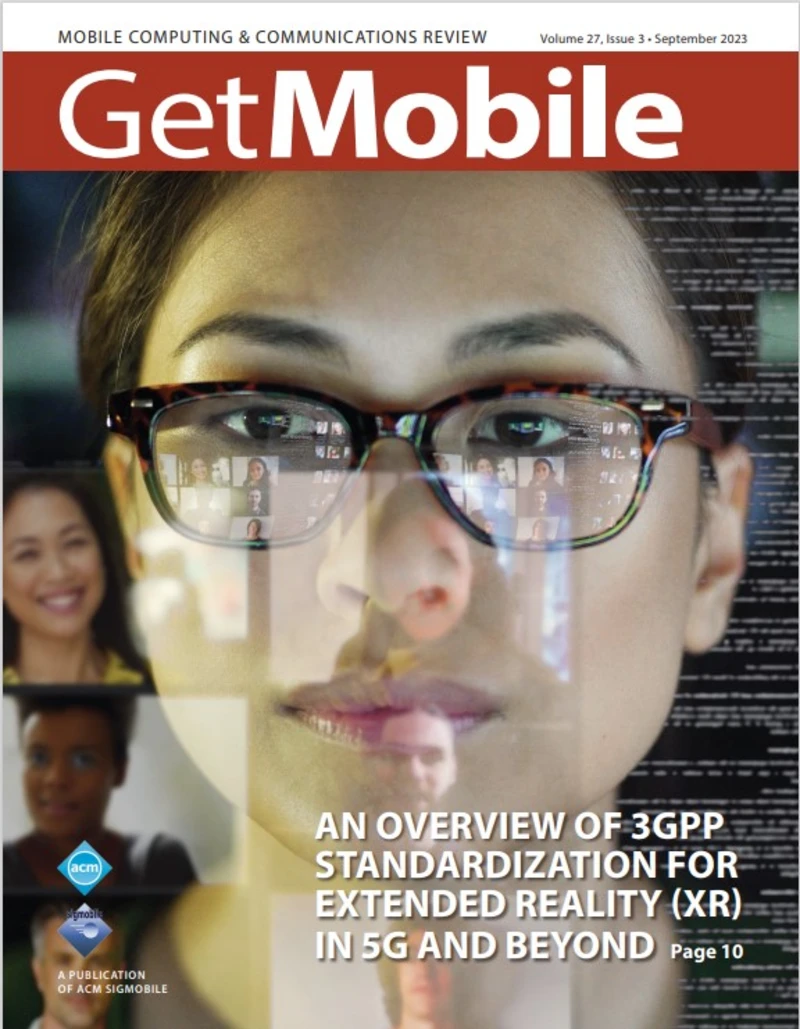 MOBILE COMPUTING & COMMUNICATIONS REVIEW
Volume 27, Issue 3 • September 2023
GetMobile
AN OVERVIEW OF 3GPP
STANDARDIZATION FOR
EXTENDED REALITY (XR)
IN 5G AND BEYOND Page 10
acm
sigmobile
A PUBLICATION
OF ACM SIGMOBILE